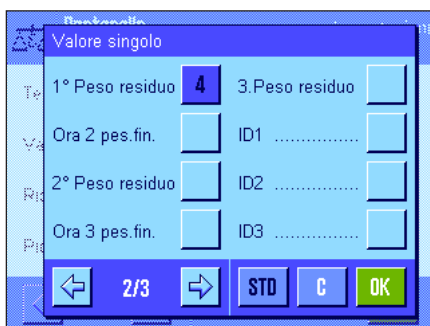 Valore singolo
1° Peso residuo 4 3.Peso residuo
Ora 2 pes.fin. ID1 ...............
2° Peso residuo ID2 ...............
Ora 3 pes.fin. ID3 ...............
2/3 STD C OK